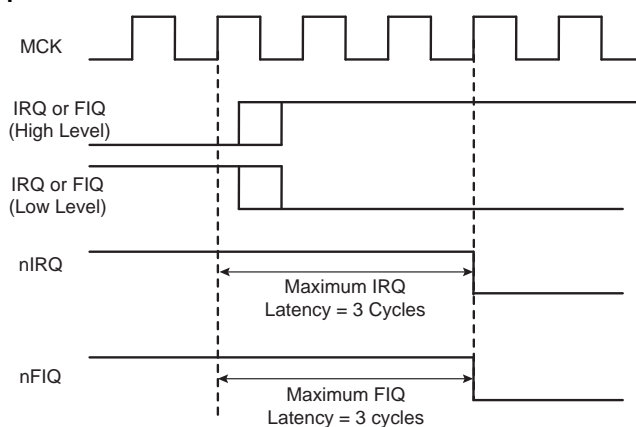 MCK
IRQ or FIQ
(High Level)
IRQ or FIQ
(Low Level)
nIRQ
Maximum IRQ
Latency = 3 Cycles
nFIQ
Maximum FIQ
Latency = 3 cycles